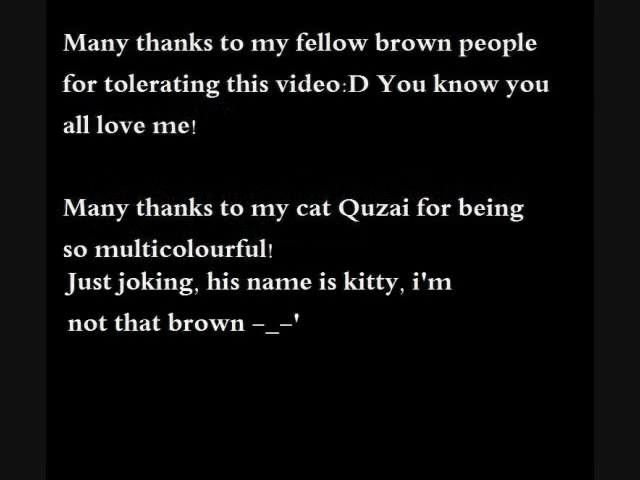 Many thanks to my fellow brown people
for tolerating this video:D You know you
all love me!
Many thanks to my cat Quzai for being
so multicolourful!
Just joking, his name is kitty, i'm
not that brown -_-'